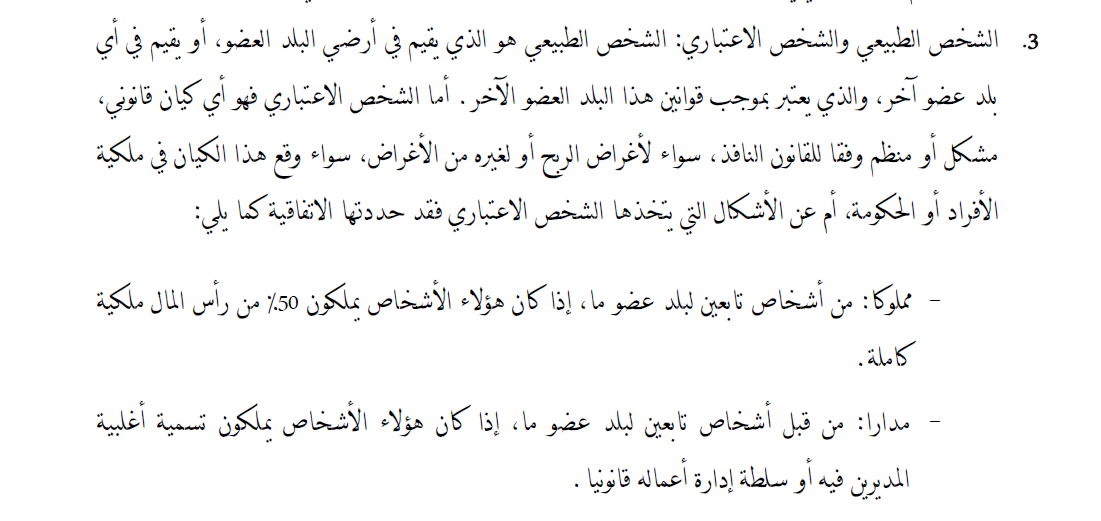 3. الشخص الطبيعي والشخص الاعتباري: الشخص الطبيعي هو الذي يقيم في أرضي البلد العضو، أو يقيم في أي
بلد عضو آخر، والذي يعتبر بموجب قوانين هذا البلد العضو الآخر. أما الشخص الاعتباري فهو أي كيان قانوني،
مشكل أو منظم وفقا للقانون النافذ، سواء لأغراض الربح أو لغيره من الأغراض، سواء وقع هذا الكيان في ملكية
الأفراد أو الحكومة، أم عن الأشكال التي يتخذها الشخص الاعتباري فقد حددتها الاتفاقية كما يلي:
- مملوكا: من أشخاص تابعين لبلد عضو ما، إذا كان هؤلاء الأشخاص يملكون 50٪ من رأس المال ملكية
كاملة.
- مدارا: من قبل أشخاص تابعين لبلد عضو ما، إذا كان هؤلاء الأشخاص يملكون تسمية أغلبية
المديرين فيه أو سلطة إدارة أعماله قانونيا .